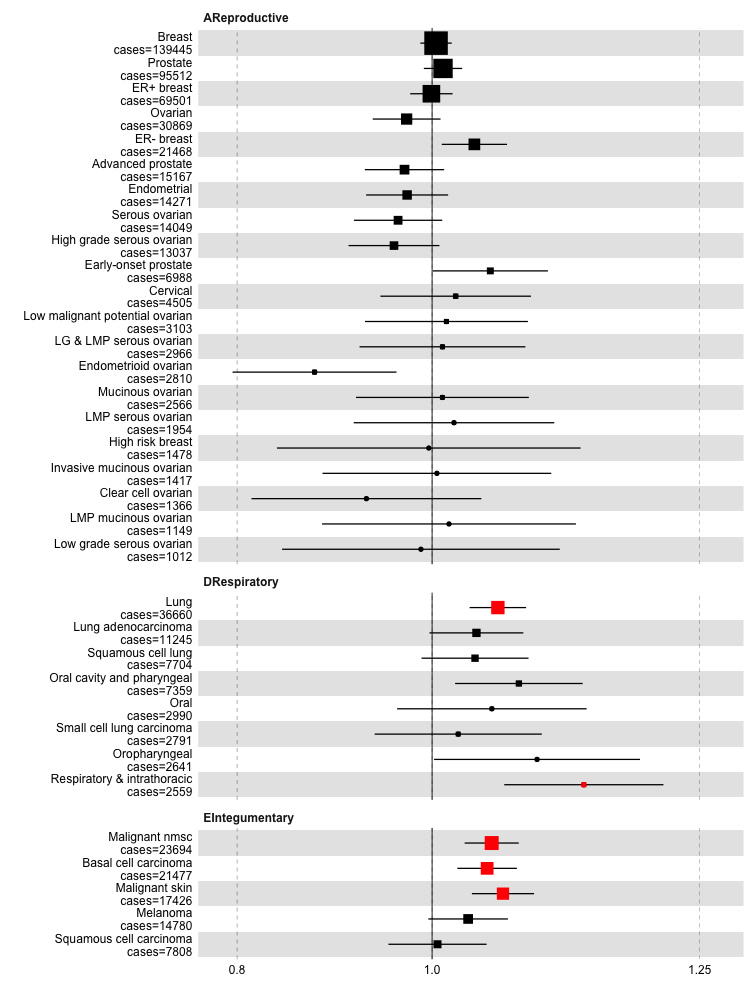 AReproductive
Breast
cases=139445
Prostate
cases=95512
ER+ breast
cases=69501
Ovarian
cases=30869
ER- breast
cases=21468
Advanced prostate
cases=15167
Endometrial
cases=14271
Serous ovarian
cases=14049
High grade serous ovarian
cases=13037
Early-onset prostate
cases=6988
Cervical
cases=4505
Low malignant potential ovarian
cases=3103
LG & LMP serous ovarian
cases=2966
Endometrioid ovarian
cases=2810
Mucinous ovarian
cases=2566
LMP serous ovarian
cases=1954
High risk breast
cases=1478
Invasive mucinous ovarian
cases=1417
Clear cell ovarian
cases=1366
LMP mucinous ovarian
cases=1149
Low grade serous ovarian
cases=1012
DRespiratory
Lung
cases=36660
Lung adenocarcinoma
cases=11245
Squamous cell lung
cases=7704
Oral cavity and pharyngeal
cases=7359
Oral
cases=2990
Small cell lung carcinoma
cases=2791
Oropharyngeal
cases=2641
Respiratory & intrathoracic
cases=2559
EIntegumentary
Malignant nmsc
cases=23694
Basal cell carcinoma
cases=21477
Malignant skin
cases=17426
Melanoma
cases=14780
Squamous cell carcinoma
cases=7808
0.8 1.0 1.25